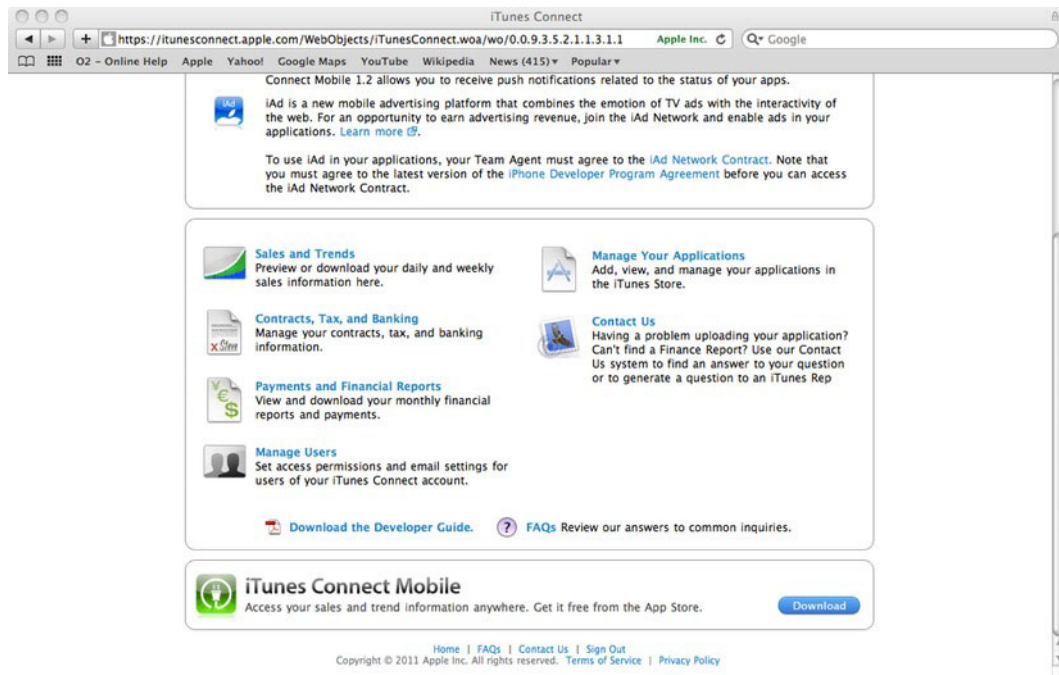 iTunes Connect
https://itunesconnect.apple.com/WebObjects/iTunesConnect.woa/wo/0.0.9.3.5.2.1.1.3.1.1 Apple Inc. Google
O2 – Online Help Apple Yahoo! Google Maps YouTube Wikipedia News (415) Popular
Connect Mobile 1.2 allows you to receive push notifications related to the status of your apps.
iAd
iAd is a new mobile advertising platform that combines the emotion of TV ads with the interactivity of
the web. For an opportunity to earn advertising revenue, join the iAd Network and enable ads in your
applications. Learn more.
To use iAd in your applications, your Team Agent must agree to the iAd Network Contract. Note that
you must agree to the latest version of the iPhone Developer Program Agreement before you can access
the iAd Network Contract.
Sales and Trends
Preview or download your daily and weekly
sales information here.
Contracts, Tax, and Banking
Manage your contracts, tax, and banking
information.
Payments and Financial Reports
View and download your monthly financial
reports and payments.
Manage Users
Set access permissions and email settings for
users of your iTunes Connect account.
Manage Your Applications
Add, view, and manage your applications in
the iTunes Store.
Contact Us
Having a problem uploading your application?
Can't find a Finance Report? Use our Contact
Us system to find an answer to your question
or to generate a question to an iTunes Rep
Download the Developer Guide. ? FAQs Review our answers to common inquiries.
iTunes Connect Mobile
Access your sales and trend information anywhere. Get it free from the App Store.
Download
Home | FAQs | Contact Us | Sign Out
Copyright © 2011 Apple Inc. All rights reserved. Terms of Service | Privacy Policy